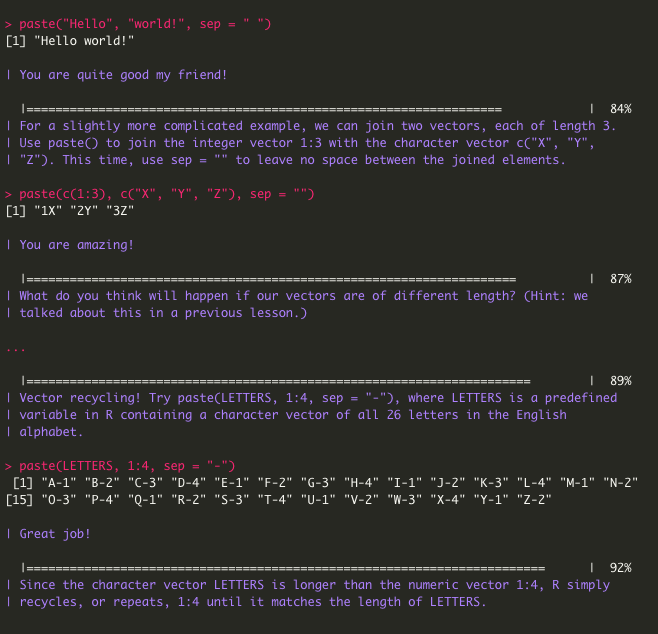 > paste("Hello", "world!", sep = " ")
[1] "Hello world!"
| You are quite good my friend!
|================================================================== | 84%
| For a slightly more complicated example, we can join two vectors, each of length 3.
| Use paste() to join the integer vector 1:3 with the character vector c("X", "Y",
| "Z"). This time, use sep = "" to leave no space between the joined elements.
> paste(c(1:3), c("X", "Y", "Z"), sep = "")
[1] "1X" "2Y" "3Z"
| You are amazing!
|==================================================================== | 87%
| What do you think will happen if our vectors are of different length? (Hint: we
| talked about this in a previous lesson.)
...
|====================================================================== | 89%
| Vector recycling! Try paste(LETTERS, 1:4, sep = "-"), where LETTERS is a predefined
| variable in R containing a character vector of all 26 letters in the English
| alphabet.
> paste(LETTERS, 1:4, sep = "-")
[1] "A-1" "B-2" "C-3" "D-4" "E-1" "F-2" "G-3" "H-4" "I-1" "J-2" "K-3" "L-4" "M-1" "N-2"
[15] "O-3" "P-4" "Q-1" "R-2" "S-3" "T-4" "U-1" "V-2" "W-3" "X-4" "Y-1" "Z-2"
| Great job!
|======================================================================== | 92%
| Since the character vector LETTERS is longer than the numeric vector 1:4, R simply
| recycles, or repeats, 1:4 until it matches the length of LETTERS.